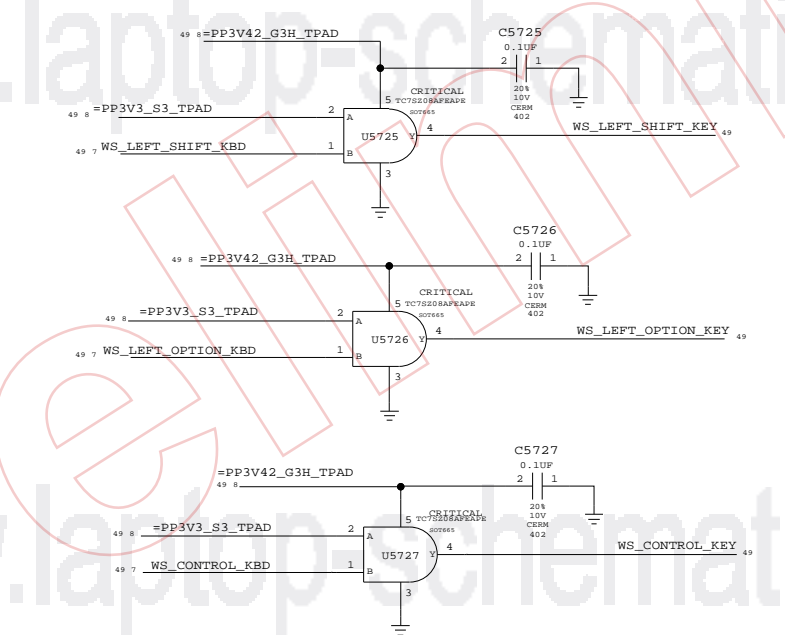 49 8 =PP3V42_G3H_TPAD
C5725
0.1UF
2 1
20%
10V
CERM
402
CRITICAL
5 TC7SZ08AFEAPE
SOT665
49 8 =PP3V3_S3_TPAD 2 A
U5725 Y 4 WS_LEFT_SHIFT_KEY 49
49 7 WS_LEFT_SHIFT_KBD 1 B
3
C5726
0.1UF
49 8 =PP3V42_G3H_TPAD 2 1
20%
10V
CERM
402
CRITICAL
5 TC7SZ08AFEAPE
SOT665
49 8 =PP3V3_S3_TPAD 2 A
U5726 Y 4 WS_LEFT_OPTION_KEY 49
49 7 WS_LEFT_OPTION_KBD 1 B
3
C5727
0.1UF
=PP3V42_G3H_TPAD 2 1
49 8
20%
10V
CERM
402
CRITICAL
5 TC7SZ08AFEAPE
SOT665
49 8 =PP3V3_S3_TPAD 2 A
U5727 Y 4 WS_CONTROL_KEY 49
49 7 WS_CONTROL_KBD 1 B
3
.laptop-schemati
.laptop-schemat